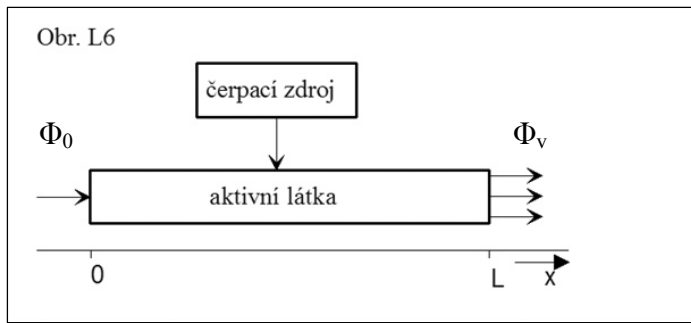 Obr. L6
čerpací zdroj
Φ0 Φv
aktivní látka
0 L x